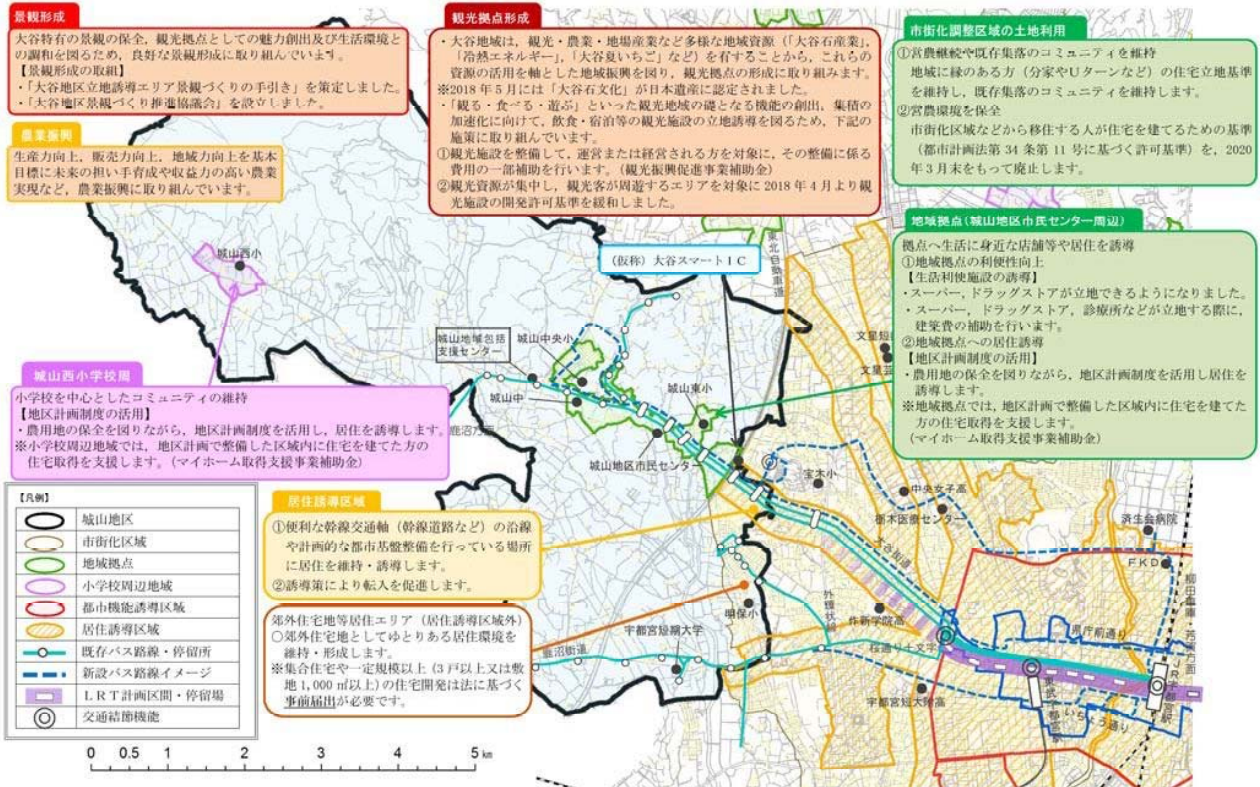 景観形成
大谷特有の景観の保全，観光拠点としての魅力創出及び生活環境と
の調和を図るため，良好な景観形成に取り組んでいます。
【景観形成の取組】
・「大谷地区立地誘導エリア景観づくりの手引き」を策定しました。
・「大谷地区景観づくり推進協議会」を設立しました。
農業振興
生産力向上，販売力向上，地域力向上を基本
目標に未来の担い手育成や収益力の高い農業
実現など，農業振興に取り組んでいます。
観光拠点形成
・大谷地域は，観光・農業・地場産業など多様な地域資源（「大谷石産業」，
「冷熱エネルギー」，「大谷夏いちご」など）を有することから，これらの
資源の活用を軸とした地域振興を図り，観光拠点の形成に取り組みます。
※2018年5月には「大谷石文化」が日本遺産に認定されました。
・「観る・食べる・遊ぶ」といった観光地域の礎となる機能の創出，集積の
加速化に向けて，飲食・宿泊等の観光施設の立地誘導を図るため，下記の
施策に取り組んでいます。
①観光施設を整備して，運営または経営される方を対象に，その整備に係る
費用の一部補助を行います。（観光振興促進事業補助金）
②観光資源が集中し，観光客が周遊するエリアを対象に2018年4月より観
光施設の開発許可基準を緩和しました。
市街化調整区域の土地利用
①営農継続や既存集落のコミュニティを維持
地域に縁のある方（分家やUターンなど）の住宅立地基準
を維持し，既存集落のコミュニティを維持します。
②営農環境を保全
市街化区域などから移住する人が住宅を建てるための基準
（都市計画法第34条第11号に基づく許可基準）を，2020
年3月末をもって廃止します。
地域拠点（城山地区市民センター周辺）
拠点へ生活に身近な店舗等や居住を誘導
①地域拠点の利便性向上
【生活利便施設の誘導】
・スーパー，ドラッグストアが立地できるようになりました。
・スーパー，ドラッグストア，診療所などが立地する際に，
建築費の補助を行います。
②地域拠点への居住誘導
【地区計画制度の活用】
・農用地の保全を図りながら，地区計画制度を活用し居住を
誘導します。
※地域拠点では，地区計画で整備した区域内に住宅を建てた
方の住宅取得を支援します。
（マイホーム取得支援事業補助金）
城山西小
（仮称）大谷スマートIC
東北自動車道
城山地域包括
支援センター
城山中央小
城山中
城山東小
城山地区市民センター
鹿沼方面
文星短
文星芸
宝木小
中央女子高
栃木医療センター
済生会病院
FKD
大谷街道
外環状線
作新学院高
桜通り十文字
県庁前通り
柳田車庫・芳賀方面
JR宇都宮駅
東武宇都宮駅
いちょう通り
宇都宮短大附高
明保小
宇都宮短期大学
鹿沼街道
城山西小学校周
小学校を中心としたコミュニティの維持
【地区計画制度の活用】
・農用地の保全を図りながら，地区計画制度を活用し，居住を誘導します。
※小学校周辺地域では，地区計画で整備した区域内に住宅を建てた方の
住宅取得を支援します。（マイホーム取得支援事業補助金）
居住誘導区域
①便利な幹線交通軸（幹線道路など）の沿線
や計画的な都市基盤整備を行っている場所
に居住を維持・誘導します。
②誘導策により転入を促進します。
郊外住宅地等居住エリア（居住誘導区域外）
○郊外住宅地としてゆとりある居住環境を
維持・形成します。
※集合住宅や一定規模以上（3戸以上又は敷
地1,000㎡以上）の住宅開発は法に基づく
事前届出が必要です。
【凡例】
城山地区
市街化区域
地域拠点
小学校周辺地域
都市機能誘導区域
居住誘導区域
既存バス路線・停留所
新設バス路線イメージ
LRT計画区間・停留場
交通結節機能
0 0.5 1 2 3 4 5 km